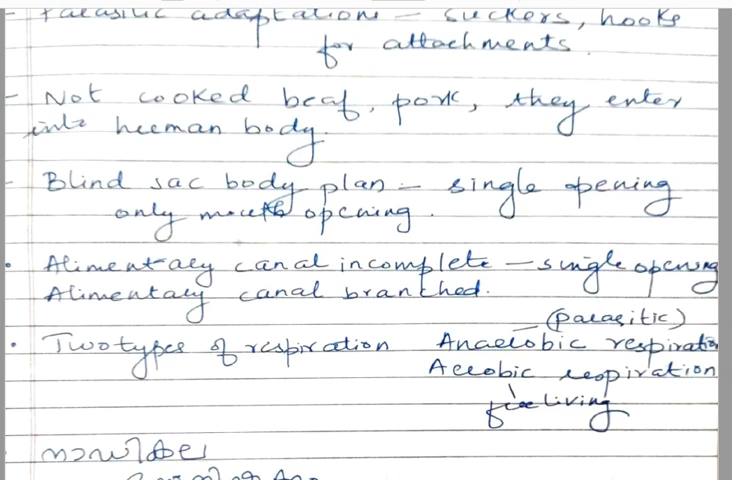 - Parasitic adaptations - suckers, hooks
for attachments.
- Not cooked beaf, pork, they enter
into heeman body.
- Blind sac body plan - single opening
only mouth opening.
• Alimentary canal incomplete - single opening
Alimentary canal branched.
(parasitic)
• Two types of respiration Anaerobic respiration
Aerobic respiration
free living